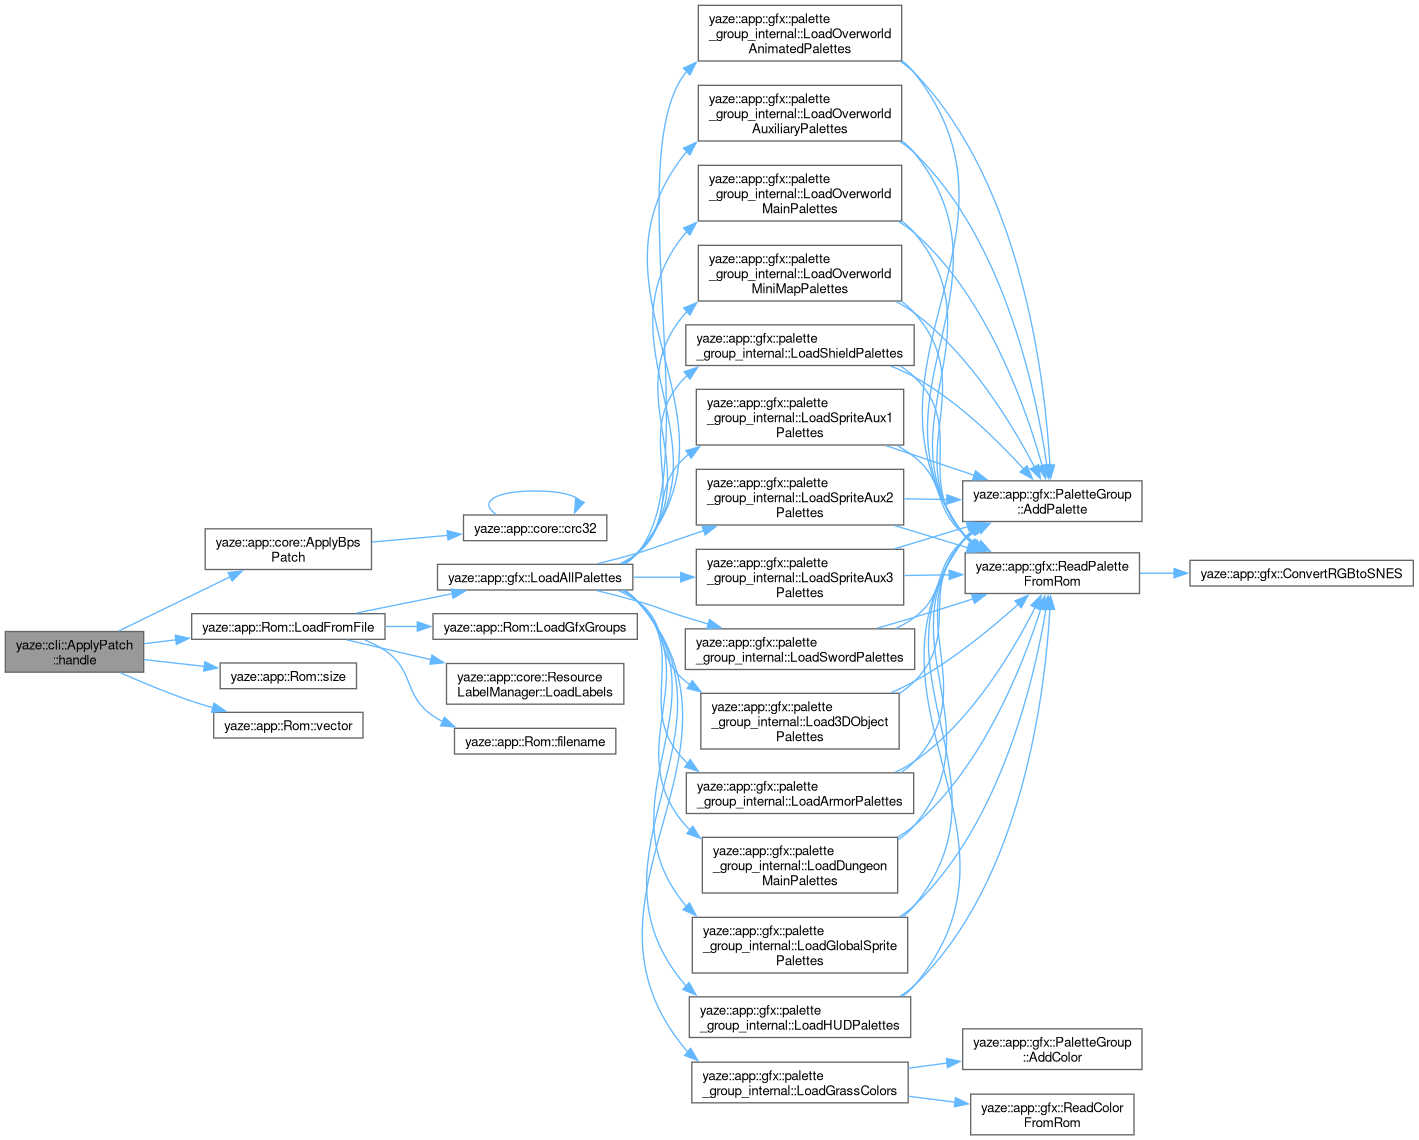 yaze::cli::ApplyPatch
::handle
yaze::app::core::ApplyBps
Patch
yaze::app::Rom::LoadFromFile
yaze::app::Rom::size
yaze::app::Rom::vector
yaze::app::core::crc32
yaze::app::gfx::LoadAllPalettes
yaze::app::Rom::LoadGfxGroups
yaze::app::core::Resource
LabelManager::LoadLabels
yaze::app::Rom::filename
yaze::app::gfx::palette
_group_internal::LoadOverworld
AnimatedPalettes
yaze::app::gfx::palette
_group_internal::LoadOverworld
AuxiliaryPalettes
yaze::app::gfx::palette
_group_internal::LoadOverworld
MainPalettes
yaze::app::gfx::palette
_group_internal::LoadOverworld
MiniMapPalettes
yaze::app::gfx::palette
_group_internal::LoadShieldPalettes
yaze::app::gfx::palette
_group_internal::LoadSpriteAux1
Palettes
yaze::app::gfx::palette
_group_internal::LoadSpriteAux2
Palettes
yaze::app::gfx::palette
_group_internal::LoadSpriteAux3
Palettes
yaze::app::gfx::palette
_group_internal::LoadSwordPalettes
yaze::app::gfx::palette
_group_internal::Load3DObject
Palettes
yaze::app::gfx::palette
_group_internal::LoadArmorPalettes
yaze::app::gfx::palette
_group_internal::LoadDungeon
MainPalettes
yaze::app::gfx::palette
_group_internal::LoadGlobalSprite
Palettes
yaze::app::gfx::palette
_group_internal::LoadHUDPalettes
yaze::app::gfx::palette
_group_internal::LoadGrassColors
yaze::app::gfx::PaletteGroup
::AddPalette
yaze::app::gfx::ReadPalette
FromRom
yaze::app::gfx::PaletteGroup
::AddColor
yaze::app::gfx::ReadColor
FromRom
yaze::app::gfx::ConvertRGBtoSNES